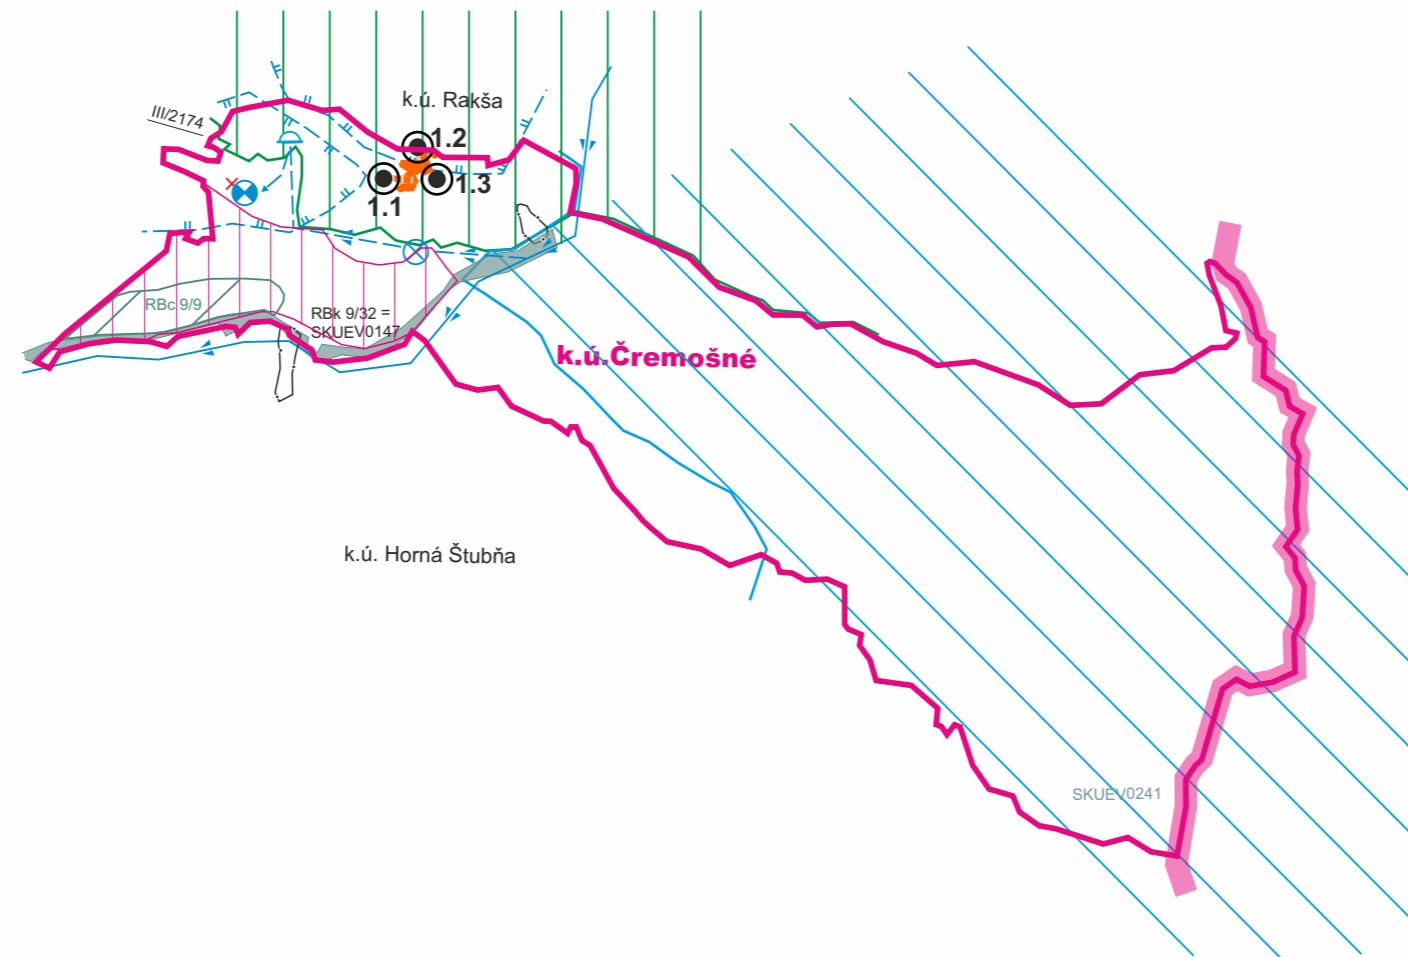 k.ú. Rakša
III/2174
1.2
1.3
1.1
RBc 9/9
RBk 9/32 =
SKUEV0147
k.ú.Čremošné
k.ú. Horná Štubňa
SKUEV0241